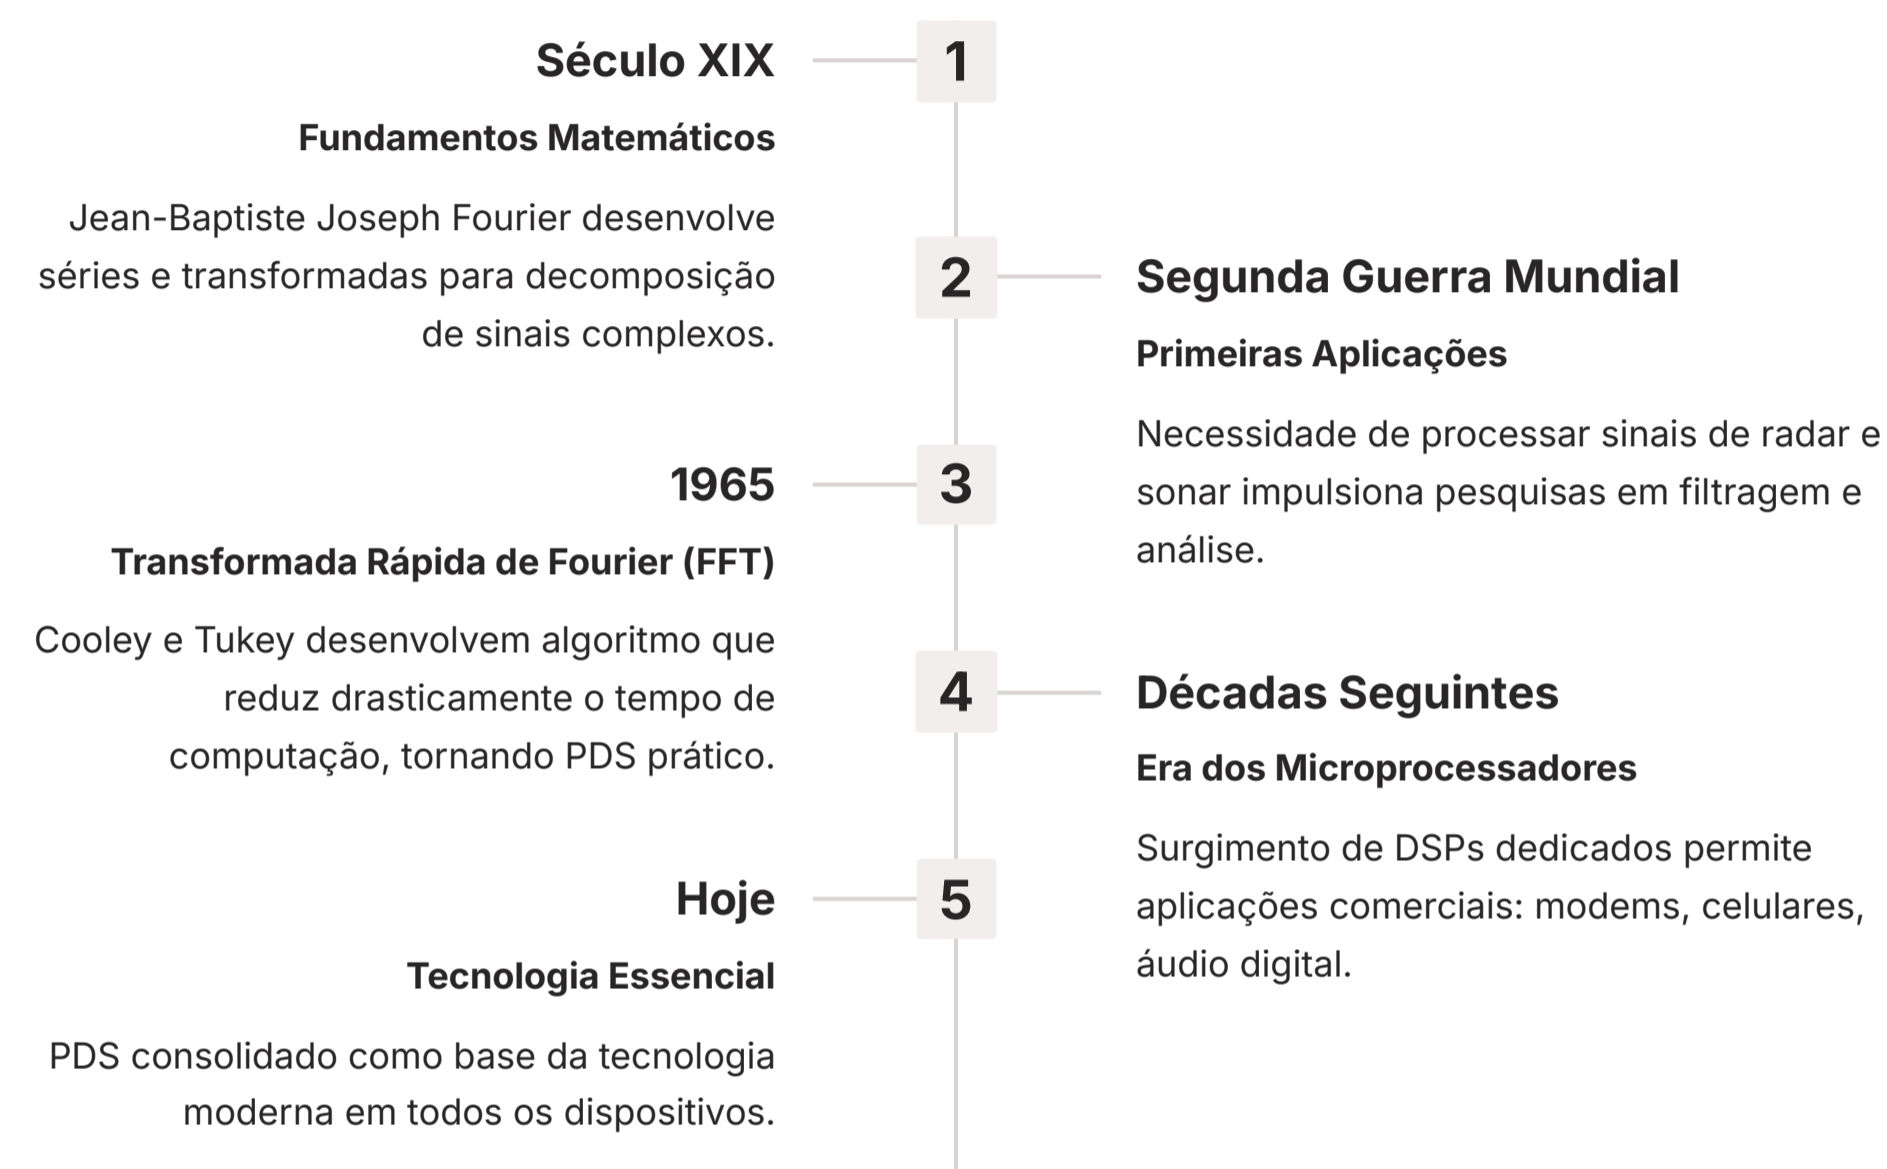 1
Século XIX
Fundamentos Matemáticos
Jean-Baptiste Joseph Fourier desenvolve
séries e transformadas para decomposição
de sinais complexos.
2
Segunda Guerra Mundial
Primeiras Aplicações
Necessidade de processar sinais de radar e
sonar impulsiona pesquisas em filtragem e
análise.
3
1965
Transformada Rápida de Fourier (FFT)
Cooley e Tukey desenvolvem algoritmo que
reduz drasticamente o tempo de
computação, tornando PDS prático.
4
Décadas Seguintes
Era dos Microprocessadores
Surgimento de DSPs dedicados permite
aplicações comerciais: modems, celulares,
áudio digital.
5
Hoje
Tecnologia Essencial
PDS consolidado como base da tecnologia
moderna em todos os dispositivos.